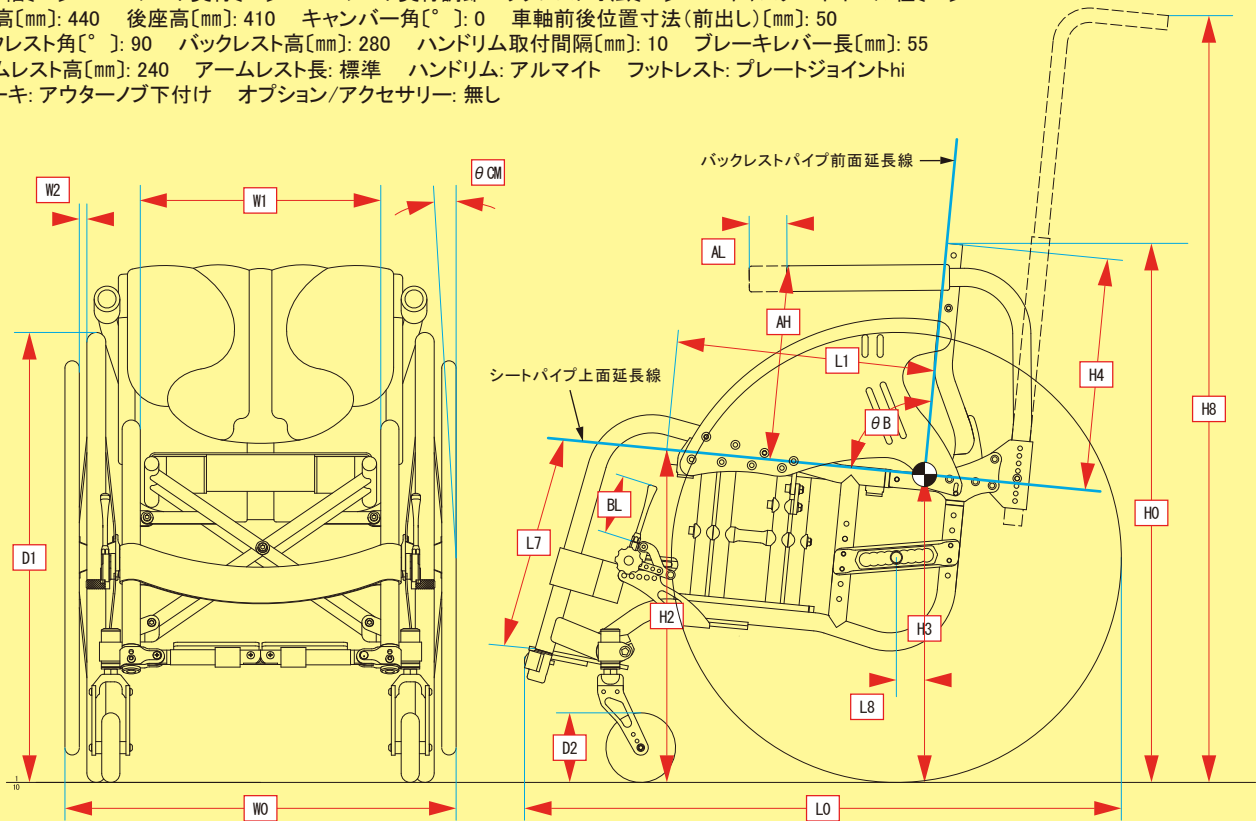 高〔㎜〕: 440 後座高〔㎜〕: 410 キャンバー角〔° 〕: 0 車軸前後位置寸法(前出し)〔㎜〕: 50
クレスト角〔° 〕: 90 バックレスト高〔㎜〕: 280 ハンドリム取付間隔〔㎜〕: 10 ブレーキレバー長〔㎜〕: 55
ムレスト高〔㎜〕: 240 アームレスト長: 標準 ハンドリム: アルマイト フットレスト: プレートジョイントhi
ーキ: アウターノブ下付け オプション/アクセサリー: 無し
バックレストパイプ前面延長線
θCM
W2
W1
AL
AH
L1
H4
シートパイプ上面延長線
H8
θB
BL
H0
L7
D1
H2
H3
L8
D2
1
10
W0
L0